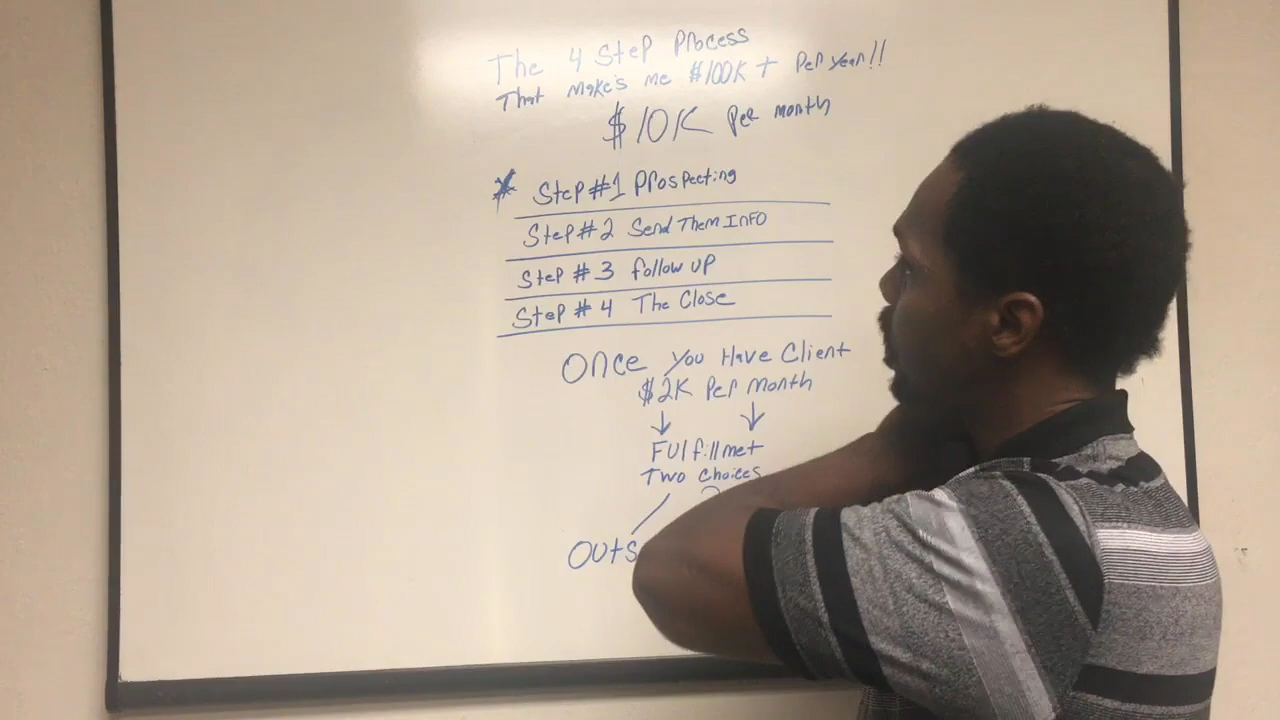 The 4 Step Process
That Make's me $100K + Per year!!
$10K Per month
* Step #1 Prospecting
Step #2 Send Them InFO
Step # 3 Follow UP
Step # 4 The Close
Once You Have Client
$2K Per Month
FUlfillmet
Two Choices